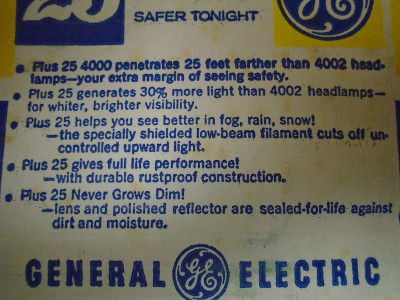 25
SAFER TONIGHT
GE
• Plus 25 4000 penetrates 25 feet farther than 4002 head-
lamps—your extra margin of seeing safety.
• Plus 25 generates 30% more light than 4002 headlamps—
for whiter, brighter visibility.
• Plus 25 helps you see better in fog, rain, snow!
—the specially shielded low-beam filament cuts off un-
controlled upward light.
• Plus 25 gives full life performance!
—with durable rustproof construction.
• Plus 25 Never Grows Dim!
—lens and polished reflector are sealed-for-life against
dirt and moisture.
GENERAL GE ELECTRIC